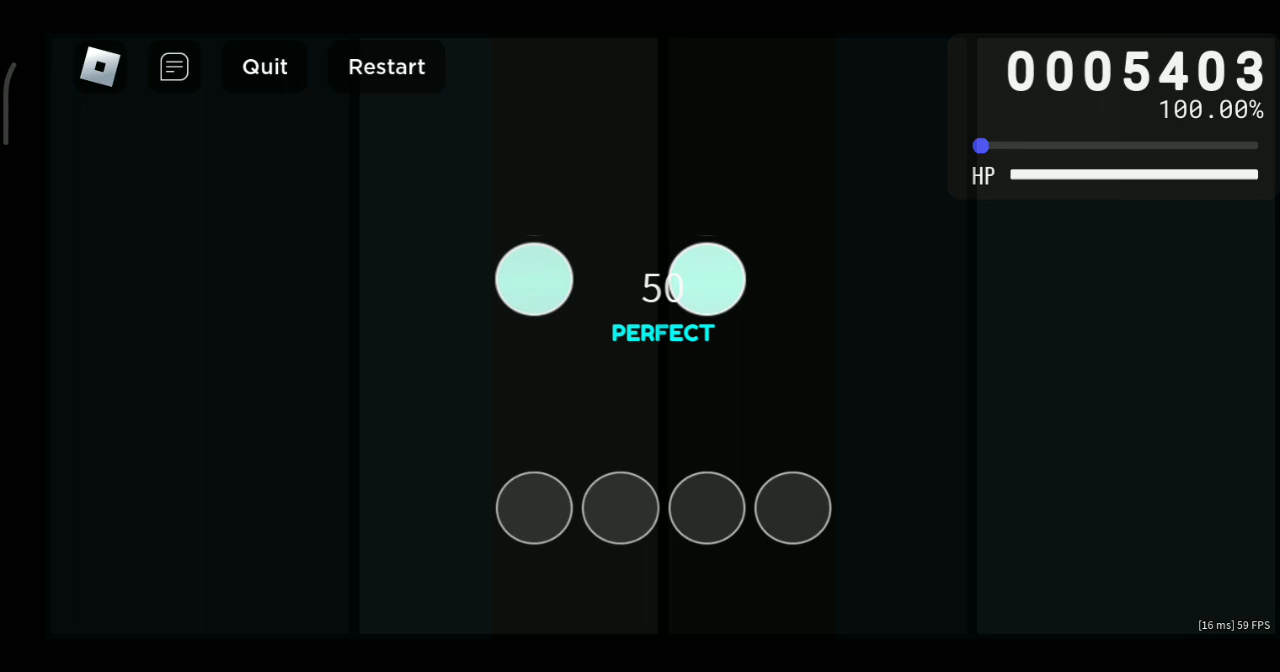 Quit
Restart
0005403
100.00%
HP
50
PERFECT
[16 ms] 59 FPS